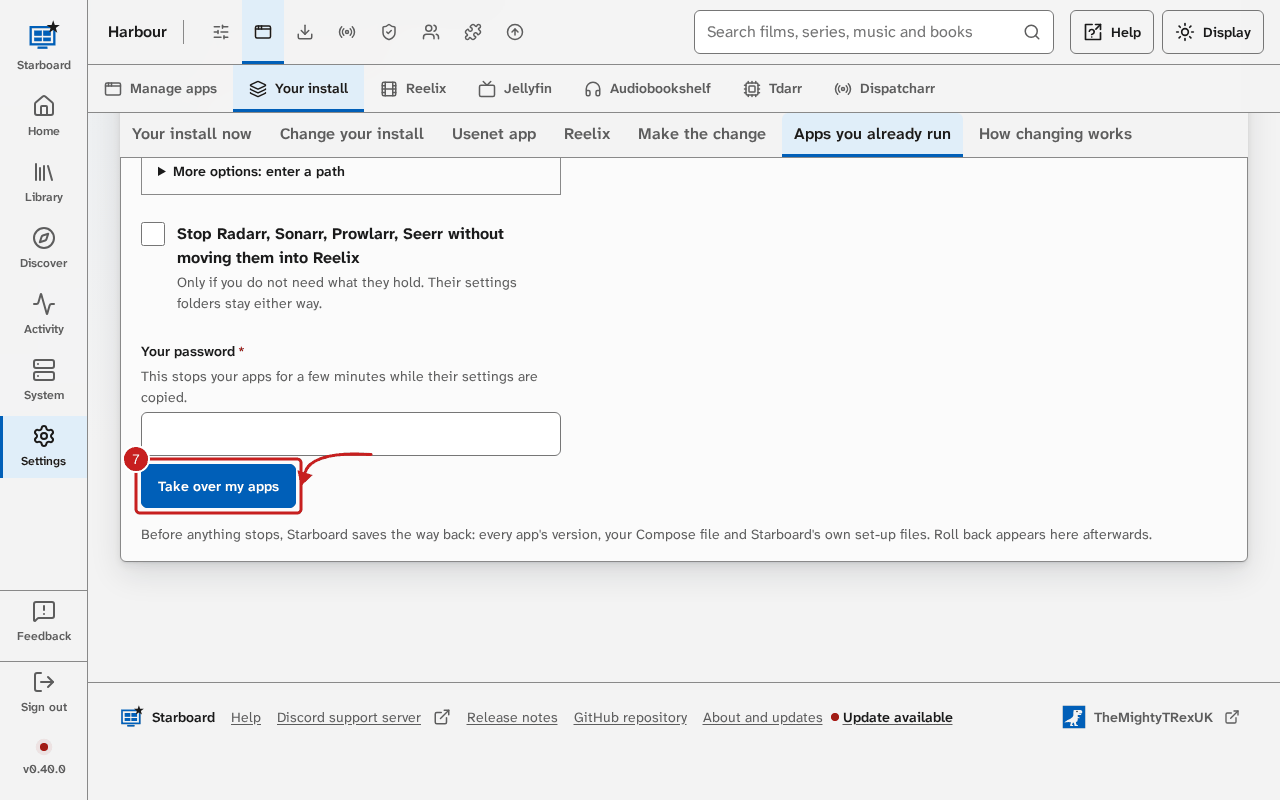 Starboard
Home
Library
Discover
Activity
System
Settings
Feedback
Sign out
v0.40.0
Harbour
Search films, series, music and books
Help
Display
Manage apps
Your install
Reelix
Jellyfin
Audiobookshelf
Tdarr
Dispatcharr
Your install now
Change your install
Usenet app
Reelix
Make the change
Apps you already run
How changing works
More options: enter a path
Stop Radarr, Sonarr, Prowlarr, Seerr without
moving them into Reelix
Only if you do not need what they hold. Their settings
folders stay either way.
Your password *
This stops your apps for a few minutes while their settings are
copied.
7
Take over my apps
Before anything stops, Starboard saves the way back: every app's version, your Compose file and Starboard's own set-up files. Roll back appears here afterwards.
Starboard
Help
Discord support server
Release notes
GitHub repository
About and updates
Update available
TheMightyTRexUK